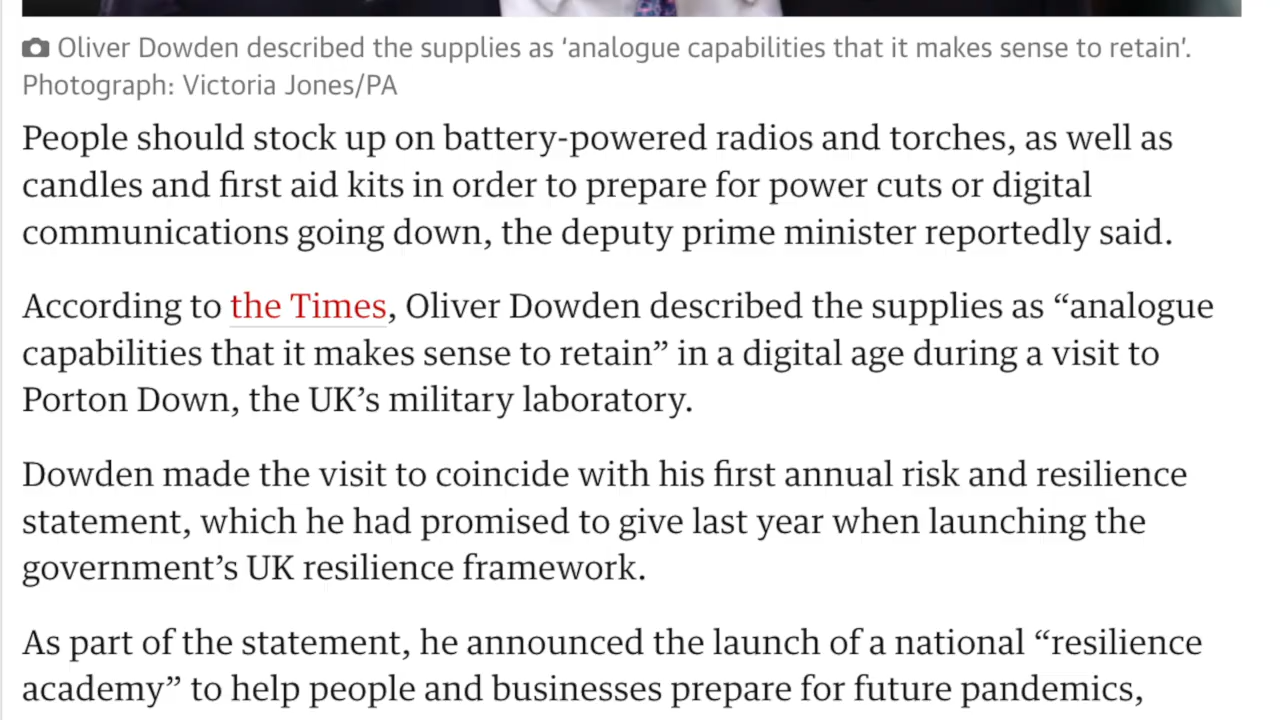 Oliver Dowden described the supplies as ‘analogue capabilities that it makes sense to retain’.
Photograph: Victoria Jones/PA
People should stock up on battery-powered radios and torches, as well as
candles and first aid kits in order to prepare for power cuts or digital
communications going down, the deputy prime minister reportedly said.
According to the Times, Oliver Dowden described the supplies as “analogue
capabilities that it makes sense to retain” in a digital age during a visit to
Porton Down, the UK’s military laboratory.
Dowden made the visit to coincide with his first annual risk and resilience
statement, which he had promised to give last year when launching the
government’s UK resilience framework.
As part of the statement, he announced the launch of a national “resilience
academy” to help people and businesses prepare for future pandemics,